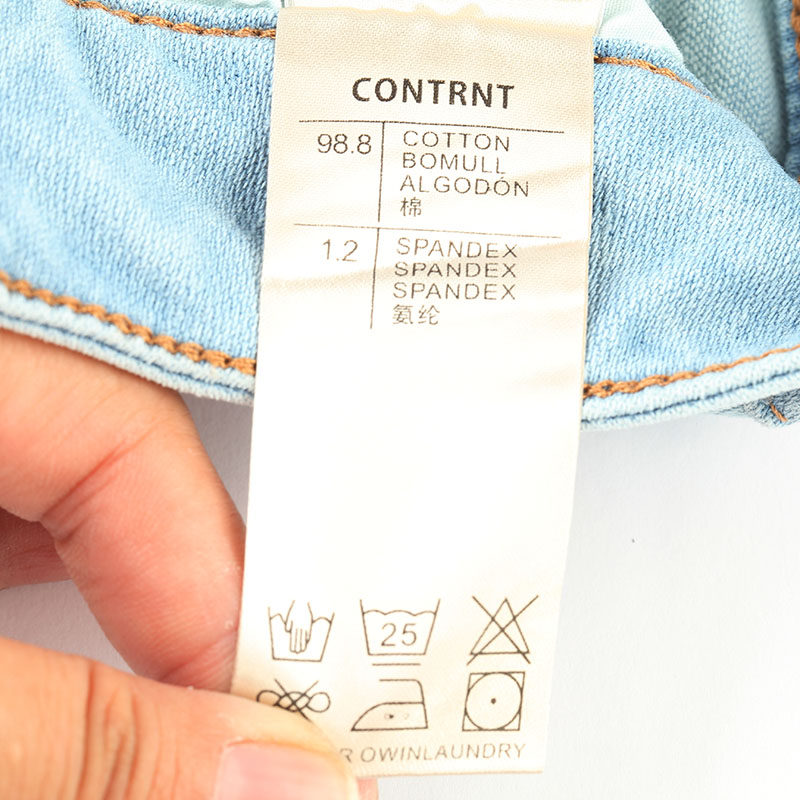 CONTRNT
98.8 COTTON
BOMULL
ALGODÓN
棉
1.2 SPANDEX
SPANDEX
SPANDEX
氨纶
25
OWINLAUNDRY